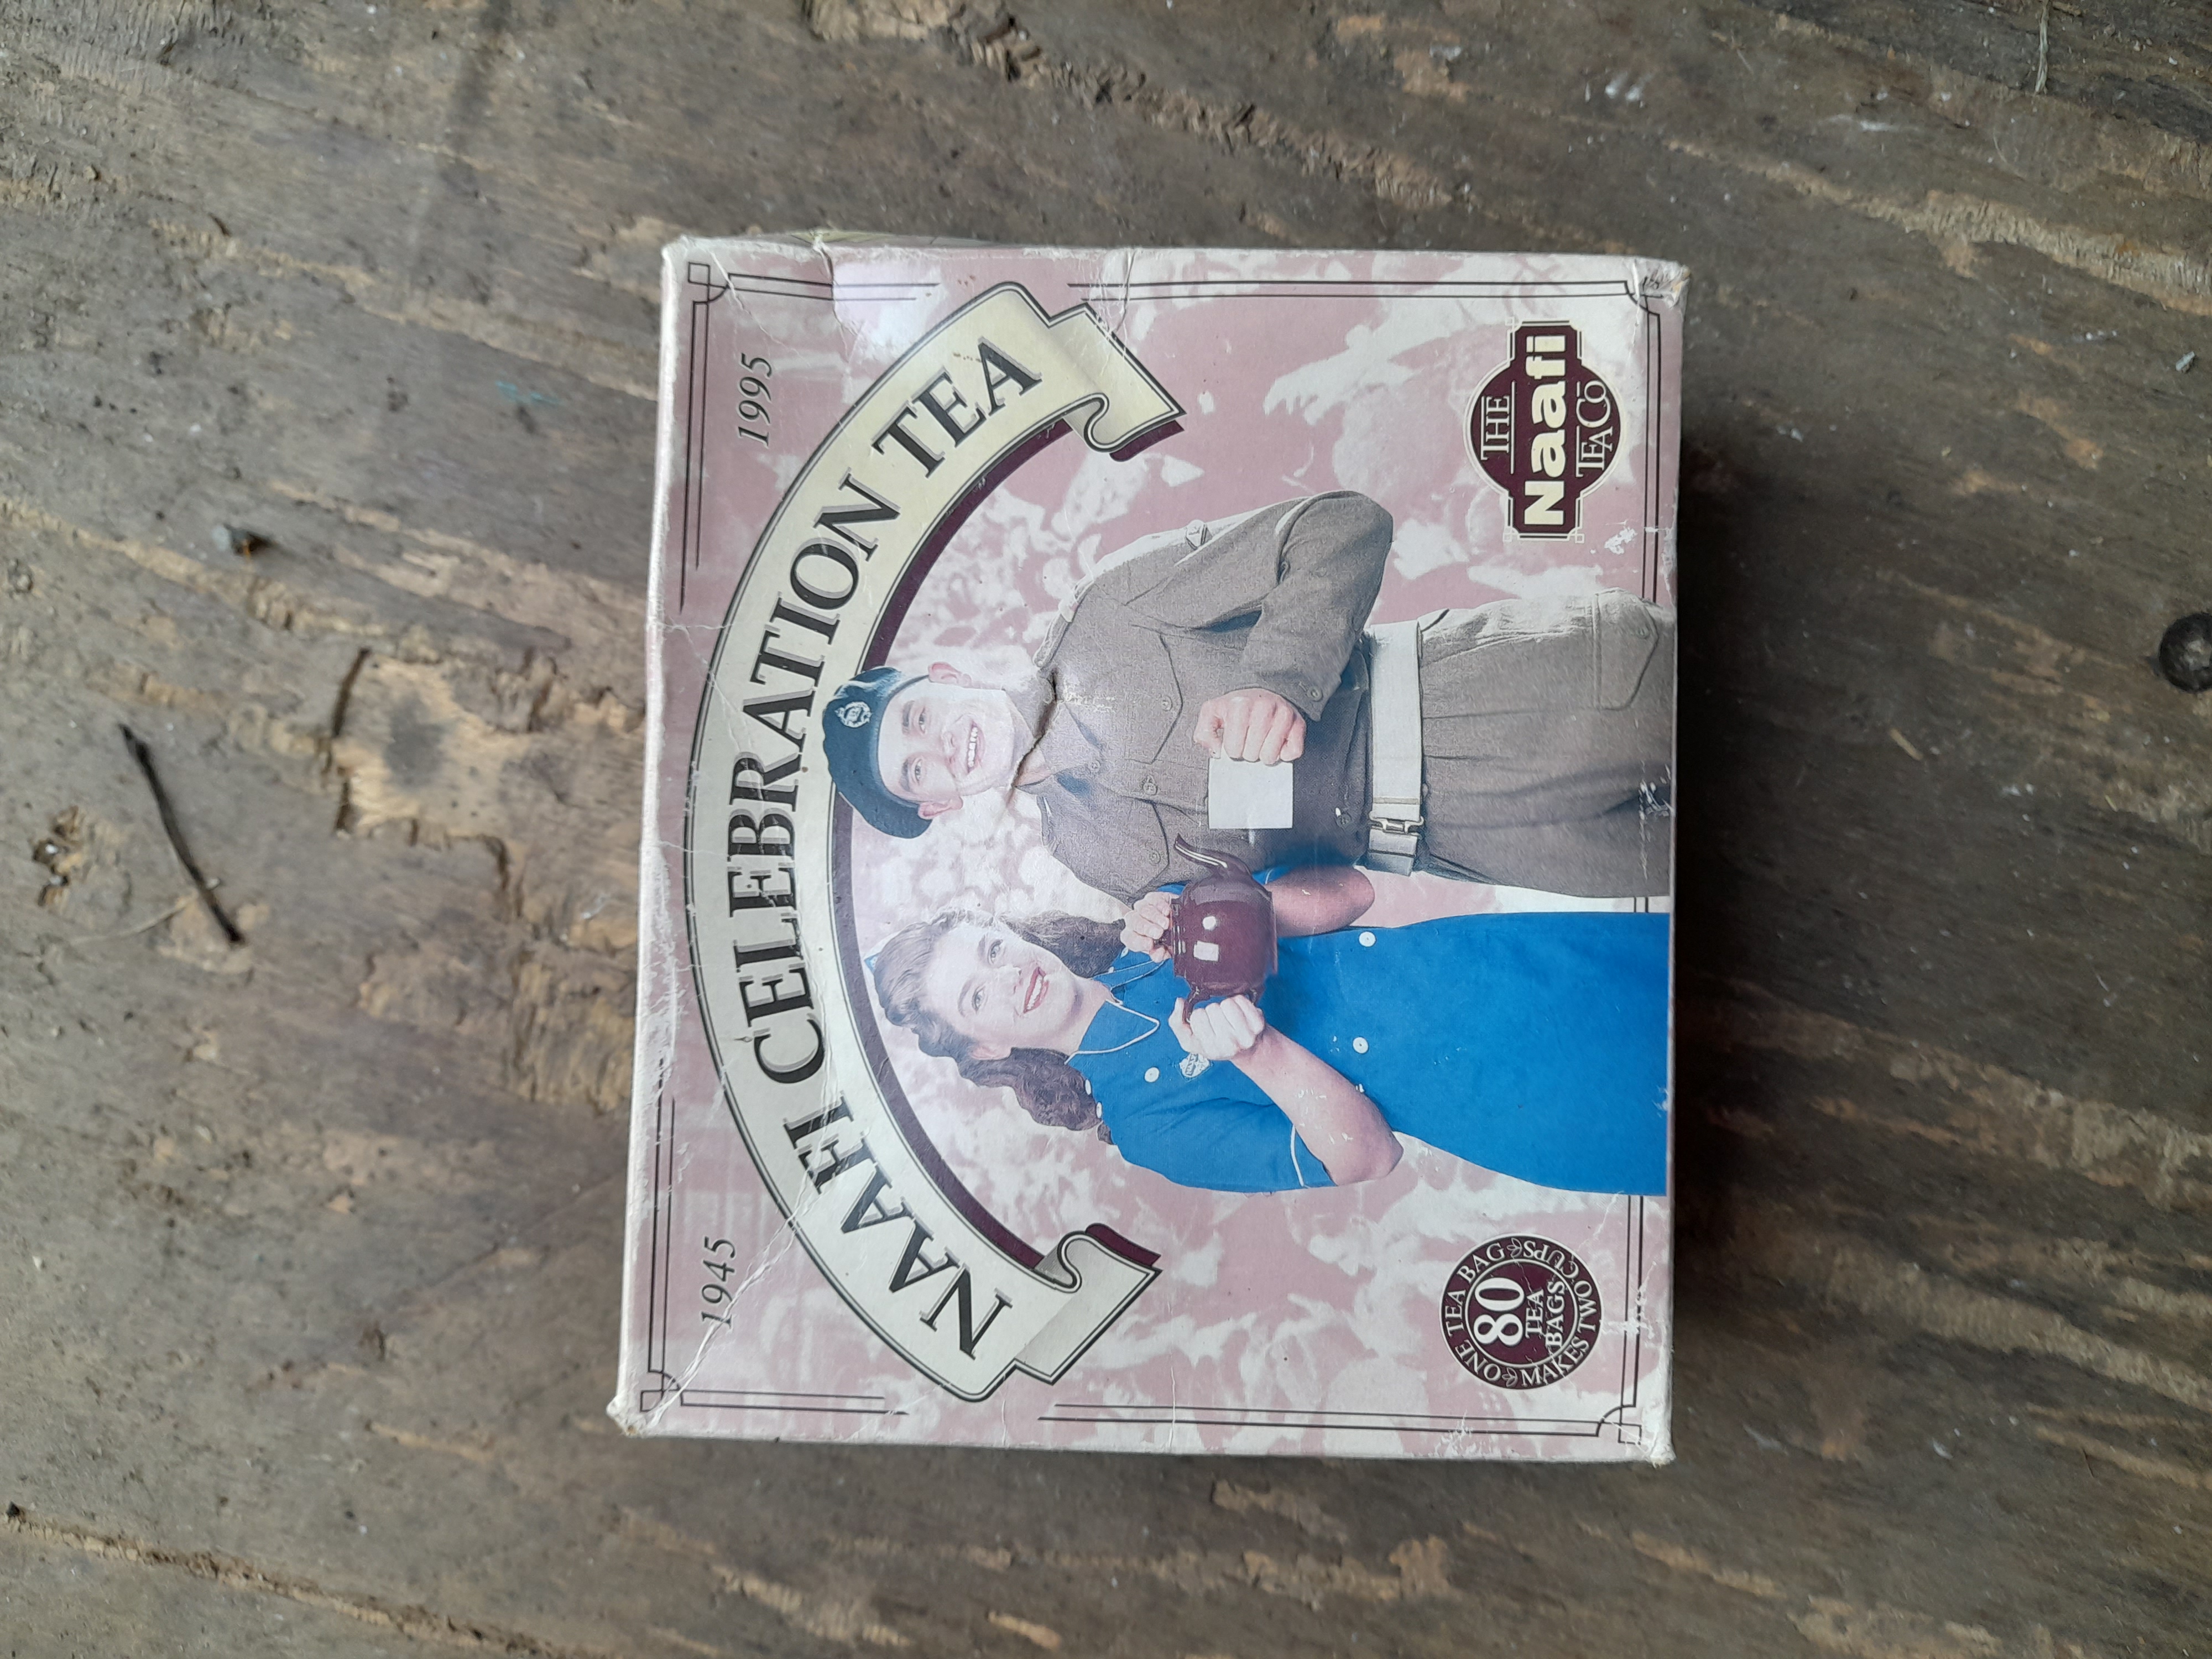 1945
1995
NAAFI CELEBRATION TEA
ONE TEA BAG
MAKES TWO CUPS
80
TEA
BAGS
THE
Naafi
TEA CO